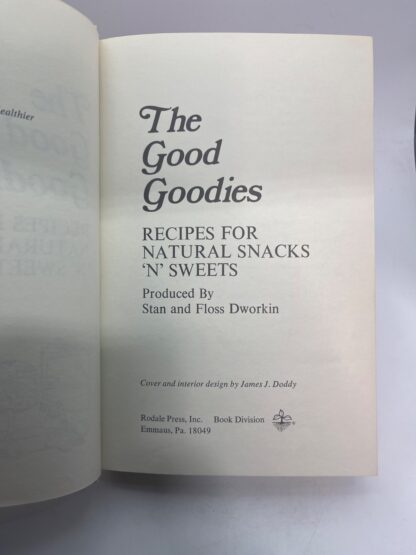 ealthier
The
Good
Goodies
RECIPES FOR
NATURAL SNACKS
‘N’ SWEETS
Produced By
Stan and Floss Dworkin
Cover and interior design by James J. Doddy
Rodale Press, Inc. Book Division
Emmaus, Pa. 18049